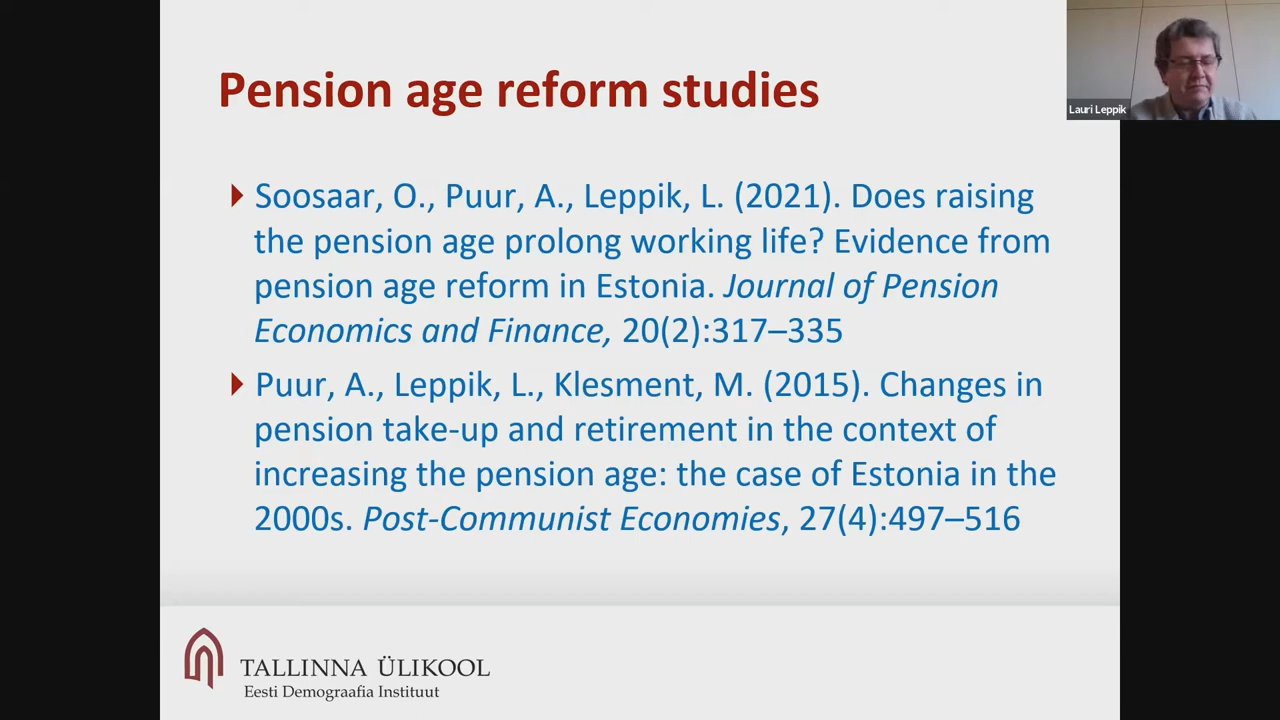 Pension age reform studies
Lauri Leppik
Soosaar, O., Puur, A., Leppik, L. (2021). Does raising
the pension age prolong working life? Evidence from
pension age reform in Estonia. Journal of Pension
Economics and Finance, 20(2):317–335
Puur, A., Leppik, L., Klesment, M. (2015). Changes in
pension take-up and retirement in the context of
increasing the pension age: the case of Estonia in the
2000s. Post-Communist Economies, 27(4):497–516
TALLINNA ÜLIKOOL
Eesti Demograafia Instituut